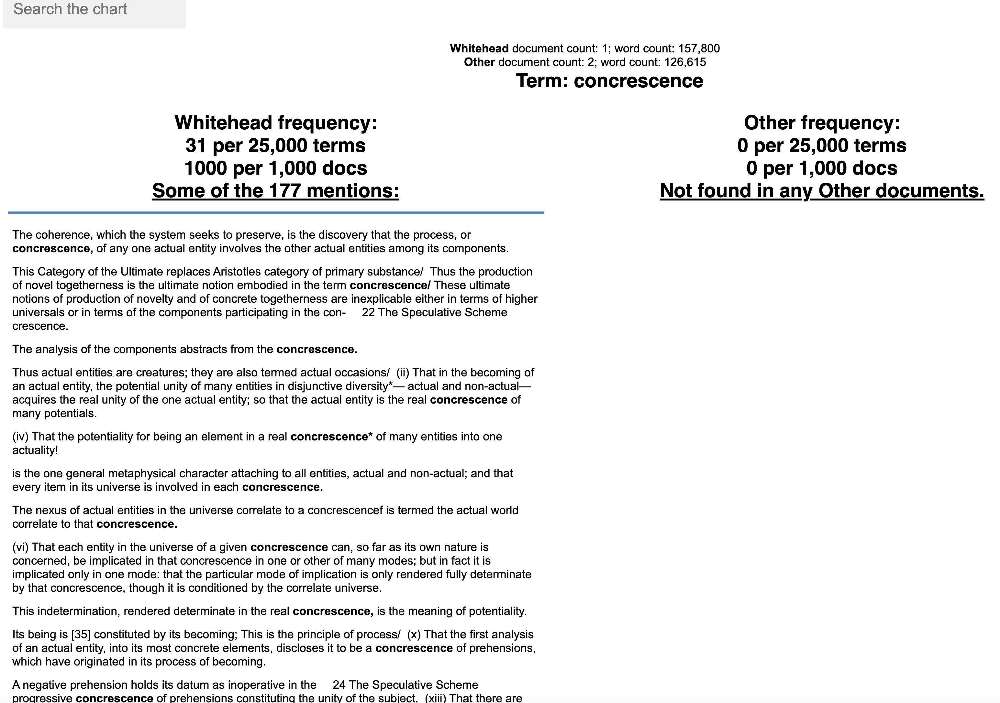 Search the chart
Whitehead document count: 1; word count: 157,800
Other document count: 2; word count: 126,615
Term: concrescence
Whitehead frequency:
31 per 25,000 terms
1000 per 1,000 docs
Some of the 177 mentions:
Other frequency:
0 per 25,000 terms
0 per 1,000 docs
Not found in any Other documents.
The coherence, which the system seeks to preserve, is the discovery that the process, or
concrescence, of any one actual entity involves the other actual entities among its components.
This Category of the Ultimate replaces Aristotles category of primary substance/  Thus the production
of novel togetherness is the ultimate notion embodied in the term concrescence/ These ultimate
notions of production of novelty and of concrete togetherness are inexplicable either in terms of higher
universals or in terms of the components participating in the con-     22 The Speculative Scheme
crescence.
The analysis of the components abstracts from the concrescence.
Thus actual entities are creatures; they are also termed actual occasions/  (ii) That in the becoming of
an actual entity, the potential unity of many entities in disjunctive diversity*— actual and non-actual—
acquires the real unity of the one actual entity; so that the actual entity is the real concrescence of
many potentials.
(iv) That the potentiality for being an element in a real concrescence* of many entities into one
actuality!
is the one general metaphysical character attaching to all entities, actual and non-actual; and that
every item in its universe is involved in each concrescence.
The nexus of actual entities in the universe correlate to a concrescencef is termed the actual world
correlate to that concrescence.
(vi) That each entity in the universe of a given concrescence can, so far as its own nature is
concerned, be implicated in that concrescence in one or other of many modes; but in fact it is
implicated only in one mode: that the particular mode of implication is only rendered fully determinate
by that concrescence, though it is conditioned by the correlate universe.
This indetermination, rendered determinate in the real concrescence, is the meaning of potentiality.
Its being is [35] constituted by its becoming; This is the principle of process/  (x) That the first analysis
of an actual entity, into its most concrete elements, discloses it to be a concrescence of prehensions,
which have originated in its process of becoming.
A negative prehension holds its datum as inoperative in the     24 The Speculative Scheme
progressive concrescence of prehensions constituting the unity of the subject,  (xiii) That there are